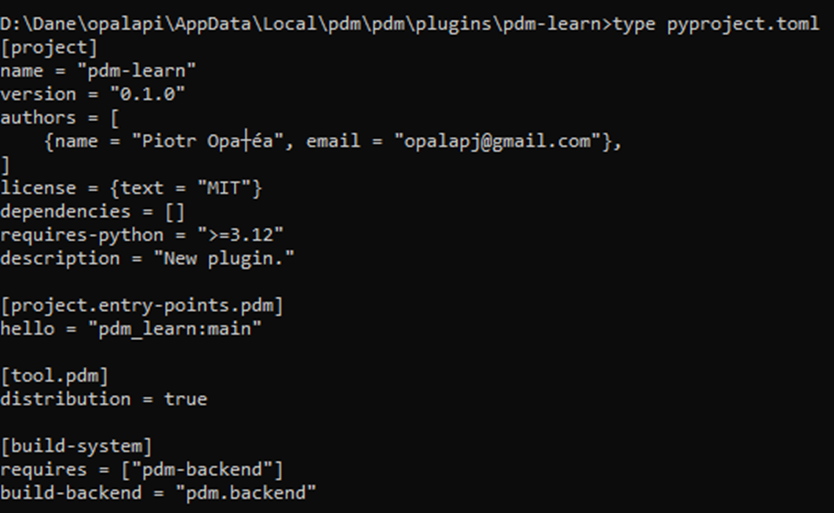 D:\Dane\opalapi\AppData\Local\pdm\pdm\plugins\pdm-learn>type pyproject.toml
[project]
name = "pdm-learn"
version = "0.1.0"
authors = [
    {name = "Piotr Opa┼éa", email = "opalapj@gmail.com"},
]
license = {text = "MIT"}
dependencies = []
requires-python = ">=3.12"
description = "New plugin."

[project.entry-points.pdm]
hello = "pdm_learn:main"

[tool.pdm]
distribution = true

[build-system]
requires = ["pdm-backend"]
build-backend = "pdm.backend"